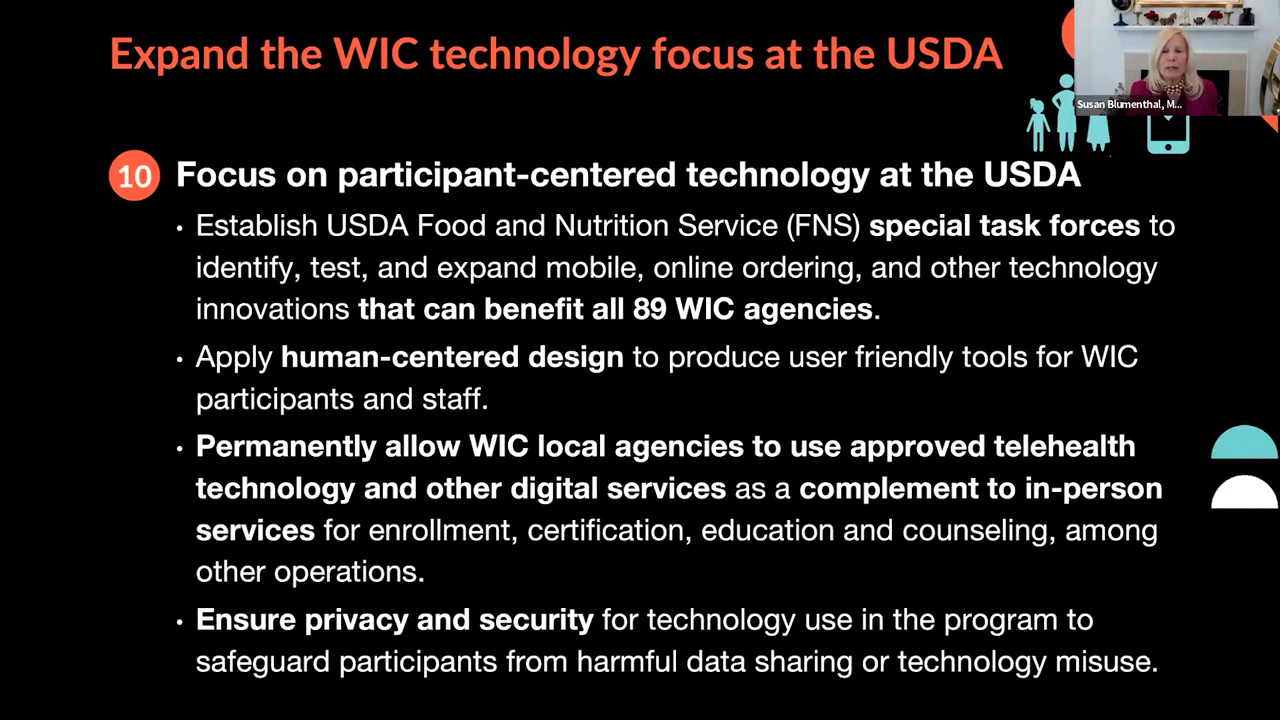 Expand the WIC technology focus at the USDA
Susan Blumenthal, M...
10 Focus on participant-centered technology at the USDA
• Establish USDA Food and Nutrition Service (FNS) special task forces to
identify, test, and expand mobile, online ordering, and other technology
innovations that can benefit all 89 WIC agencies.
• Apply human-centered design to produce user friendly tools for WIC
participants and staff.
• Permanently allow WIC local agencies to use approved telehealth
technology and other digital services as a complement to in-person
services for enrollment, certification, education and counseling, among
other operations.
• Ensure privacy and security for technology use in the program to
safeguard participants from harmful data sharing or technology misuse.